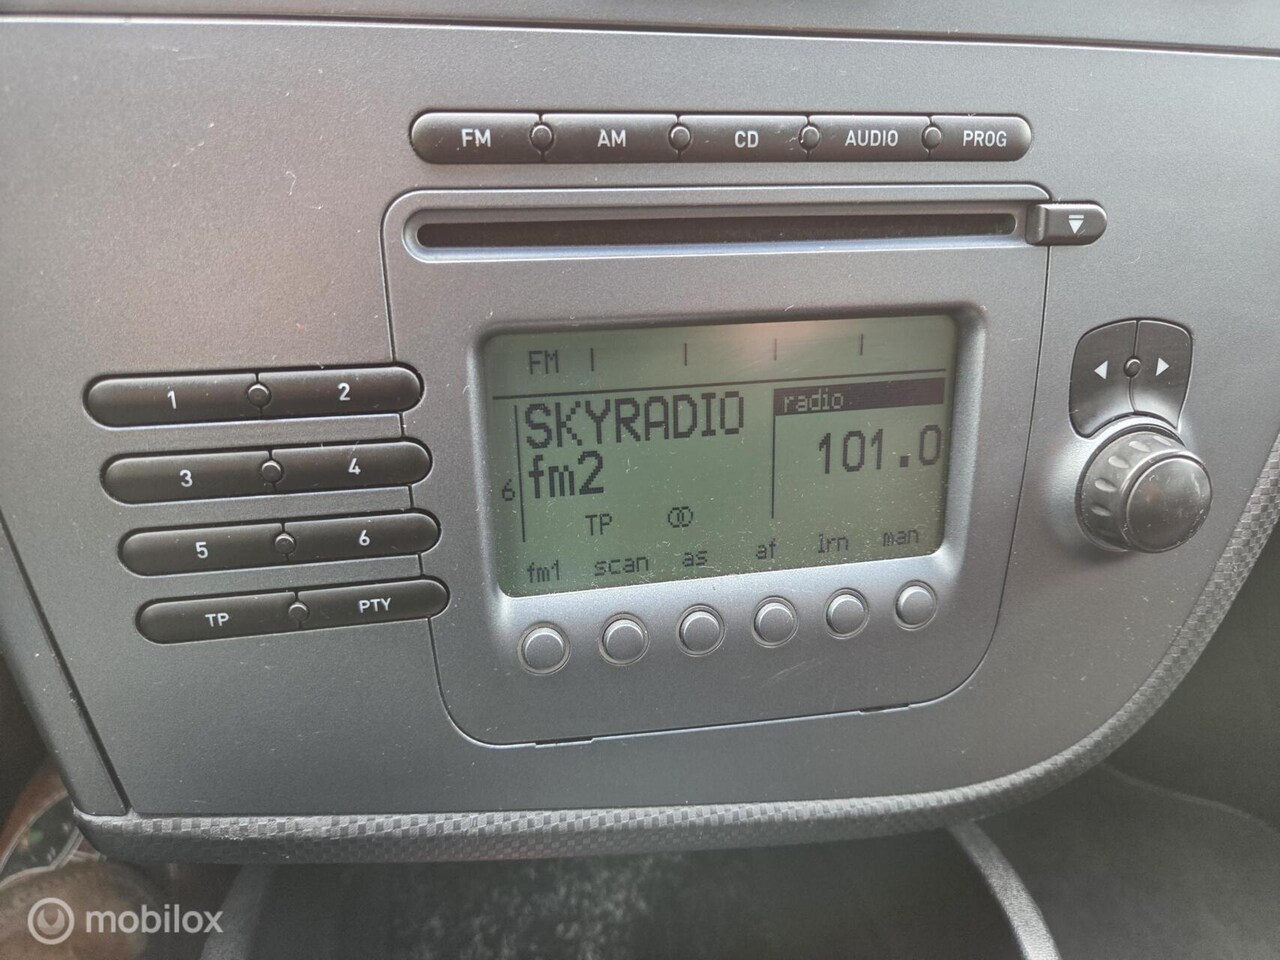 FM AM CD AUDIO PROG
FM
SKYRADIO radio
fm2 101.0
6
TP
fm1 scan as af lrn man
1 2
3 4
5 6
TP PTY
mobilox